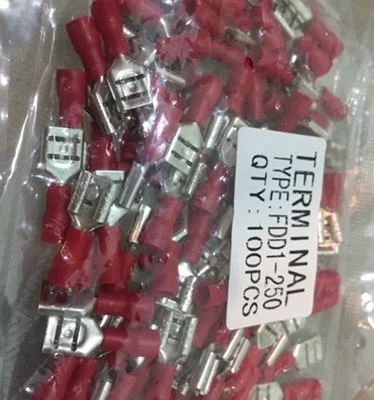 TERMINAL
TYPE:FDD1-250
QTY:100PCS